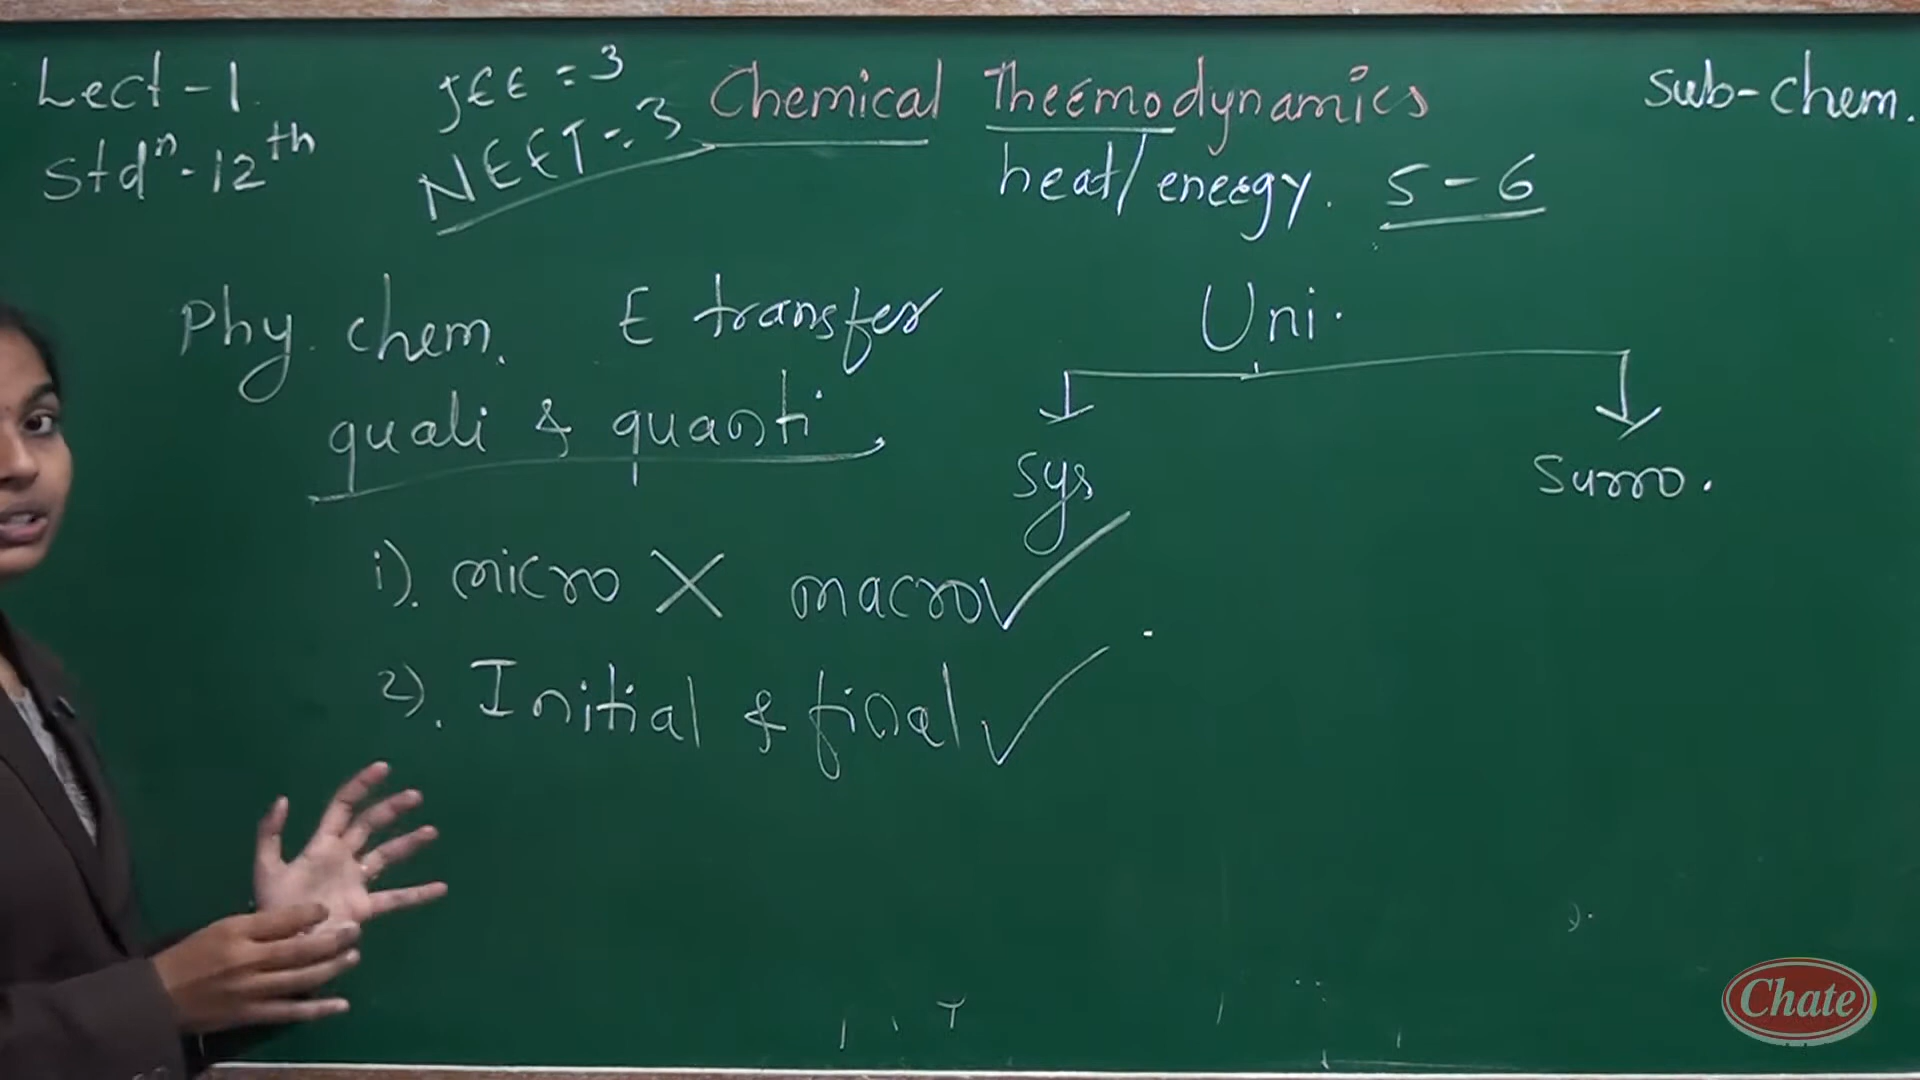 Lect-1
Stdⁿ-12ᵗʰ
JEE = 3
NEET = 3
Chemical Thermodynamics
heat/energy. 5-6
Sub-chem.
Phy. chem. E transfer
quali & quanti
Uni.
Sys Surro.
1). micro X macro ✓
2). Initial & final ✓
Chate